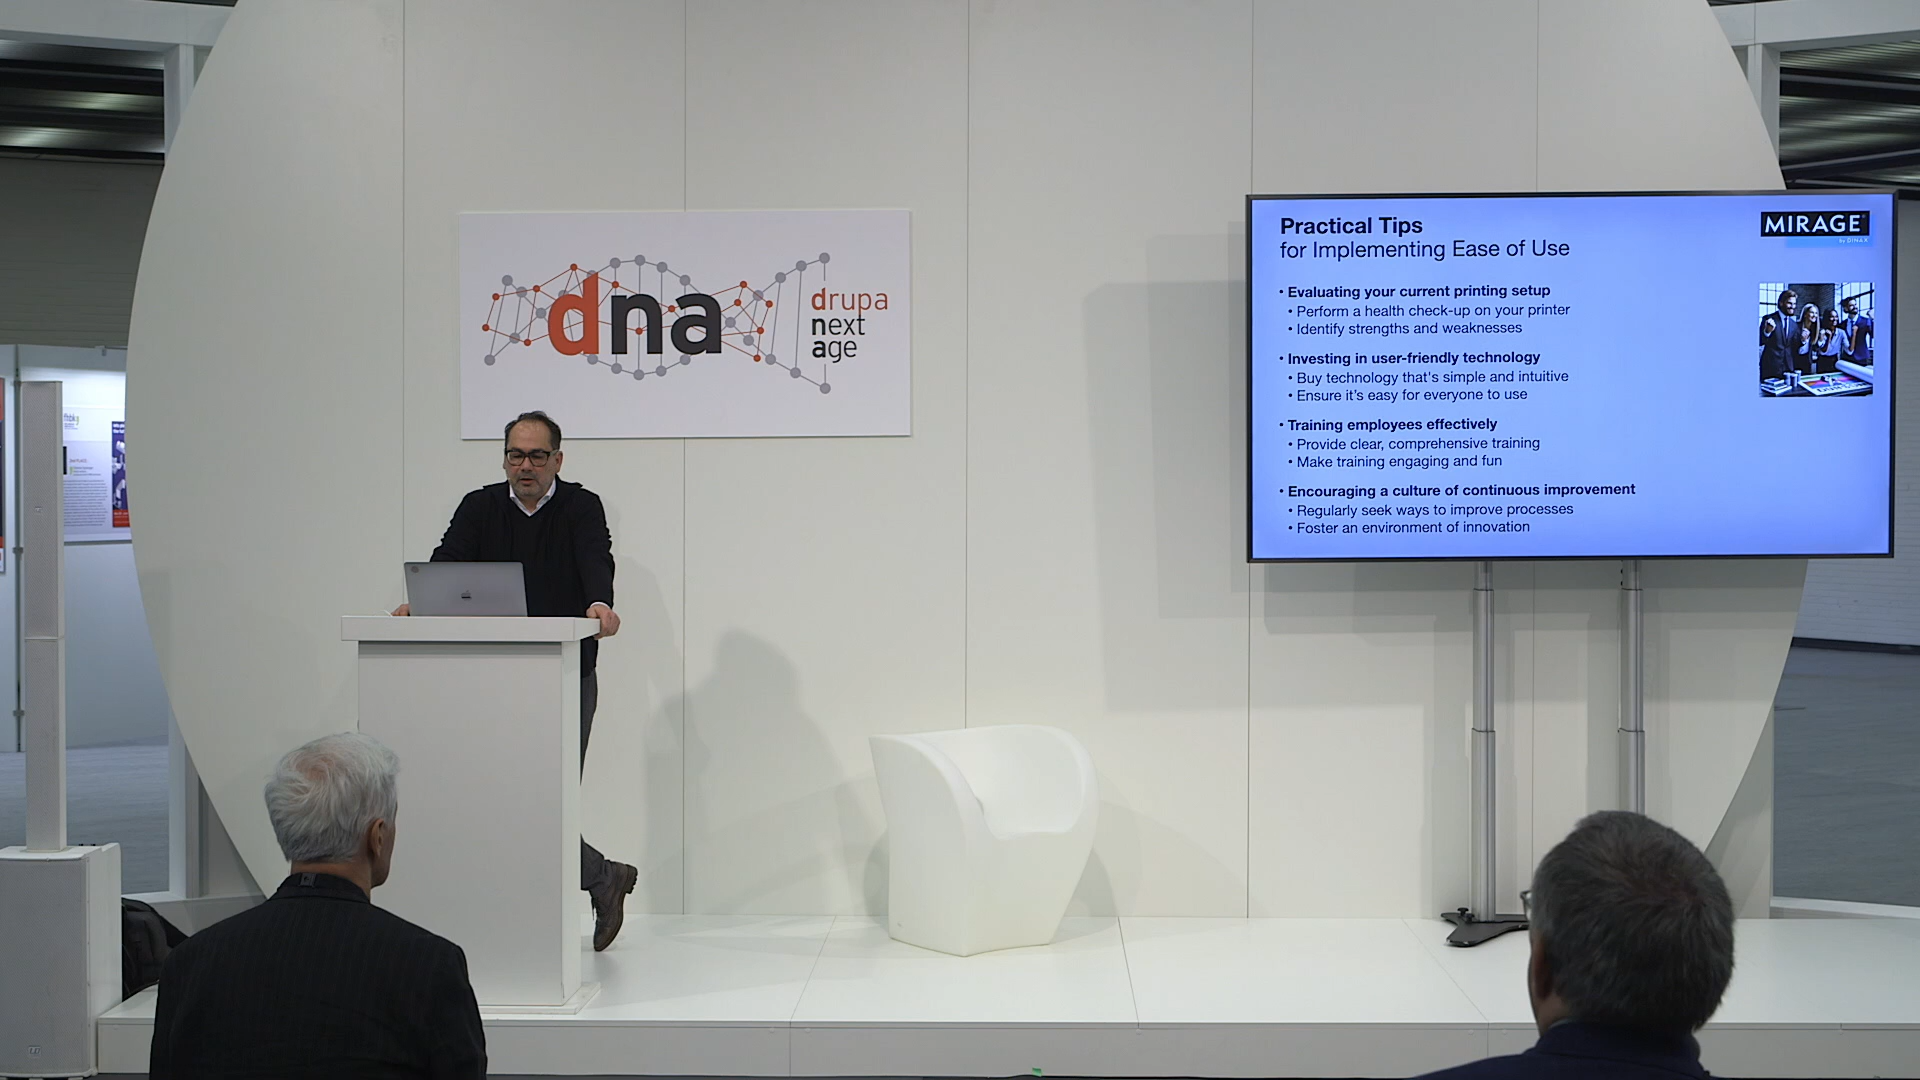 dna
drupa
next
age
Practical Tips
for Implementing Ease of Use
MIRAGE
by DINAX
• Evaluating your current printing setup
• Perform a health check-up on your printer
• Identify strengths and weaknesses
• Investing in user-friendly technology
• Buy technology that's simple and intuitive
• Ensure it's easy for everyone to use
• Training employees effectively
• Provide clear, comprehensive training
• Make training engaging and fun
• Encouraging a culture of continuous improvement
• Regularly seek ways to improve processes
• Foster an environment of innovation